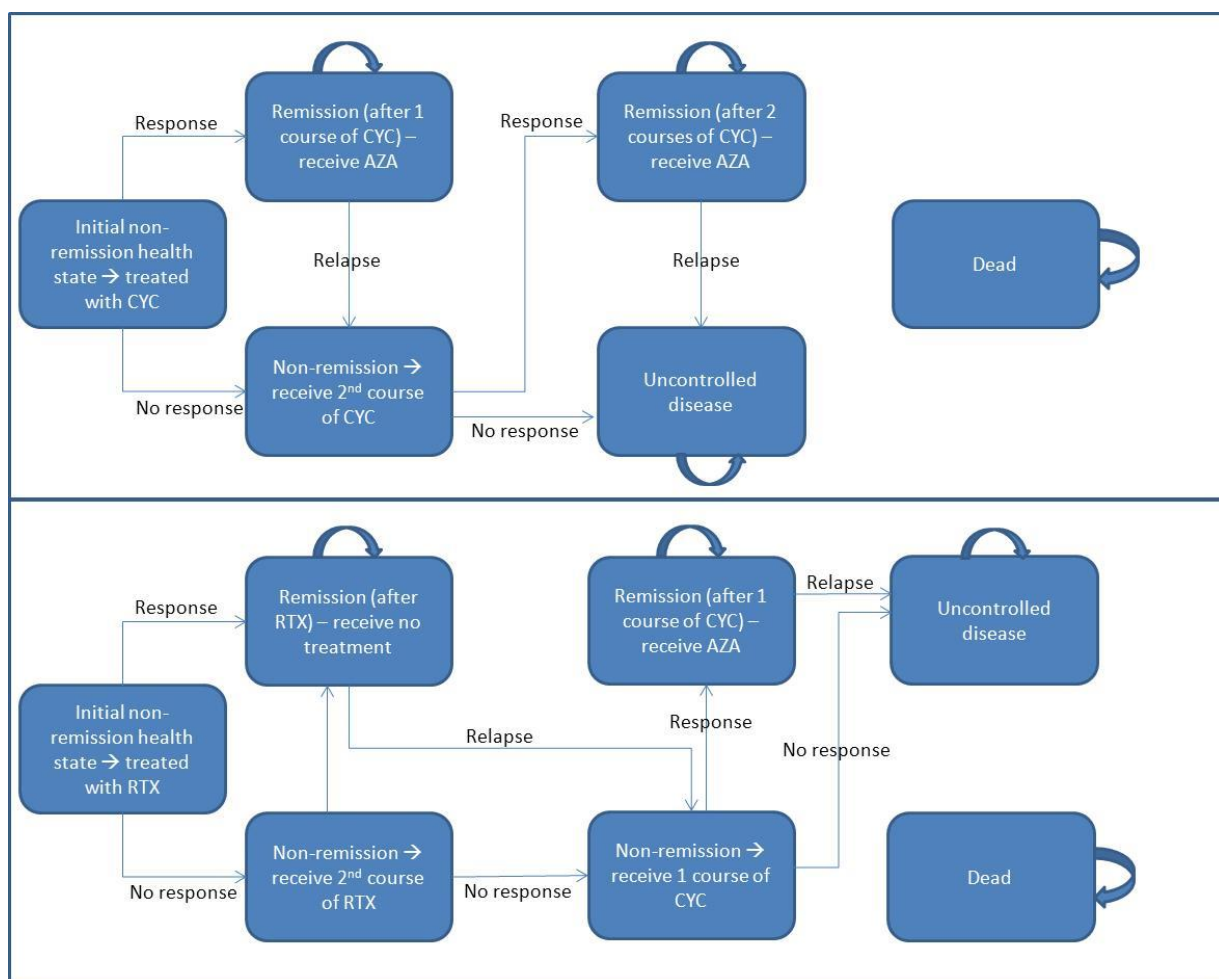 Remission (after 1
course of CYC) –
receive AZA
Remission (after 2
courses of CYC) –
receive AZA
Response
Response
Initial non-
remission health
state → treated
with CYC
Dead
Relapse
Relapse
Non-remission →
receive 2nd course
of CYC
Uncontrolled
disease
No response
No response
Remission (after
RTX) – receive no
treatment
Remission (after 1
course of CYC) –
receive AZA
Relapse
Uncontrolled
disease
Response
Initial non-
remission health
state → treated
with RTX
Relapse
Response
No response
Non-remission →
receive 2nd course
of RTX
Non-remission →
receive 1 course of
CYC
Dead
No response
No response